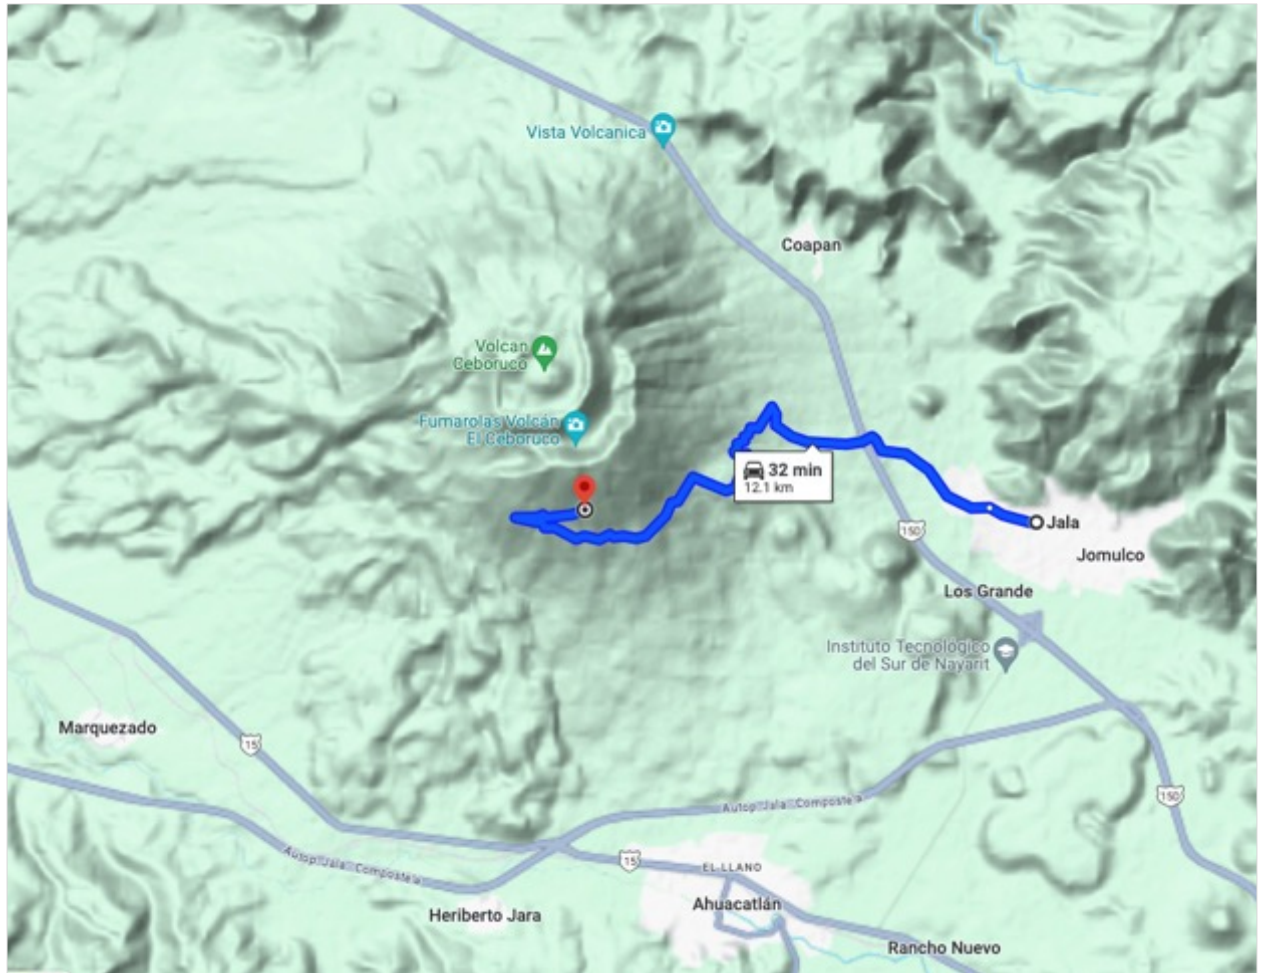 Vista Volcanica
Coapan
Volcan
Ceboruco
Fumarolas Volcán
El Ceboruco
32 min
12.1 km
Jala
150
Jomulco
Los Grande
Instituto Tecnológico
del Sur de Nayarit
Marquezado
15
150
Autop Jala - Compostela
Autop Jala - Compostela
15
EL LLANO
Ahuacatlán
Heriberto Jara
Rancho Nuevo